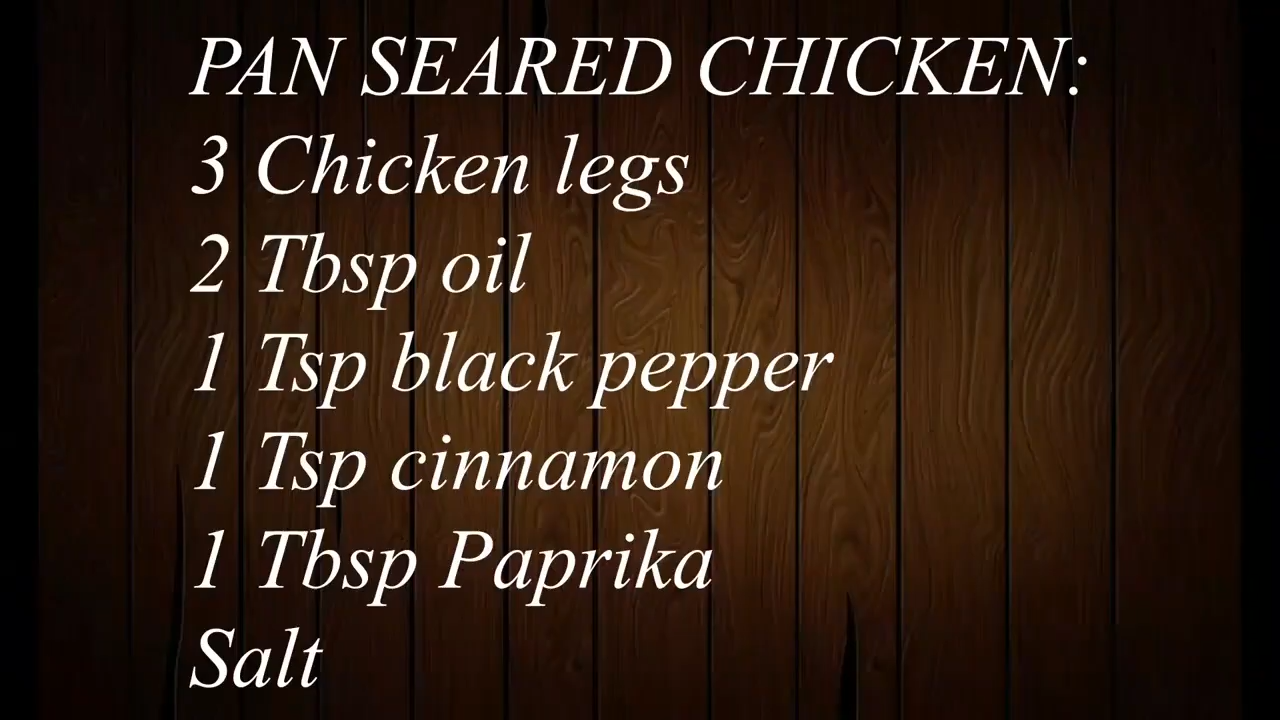 PAN SEARED CHICKEN:
3 Chicken legs
2 Tbsp oil
1 Tsp black pepper
1 Tsp cinnamon
1 Tbsp Paprika
Salt